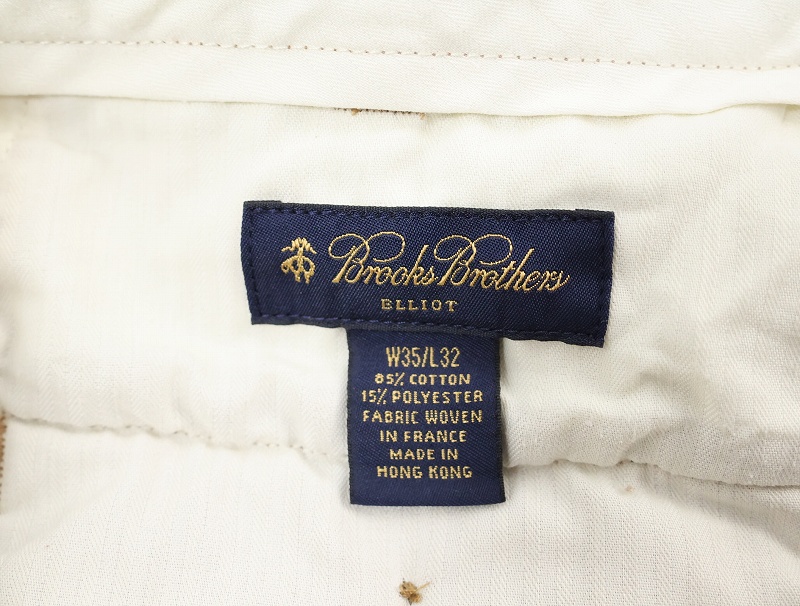 Brooks Brothers
ELLIOT
W35/L32
85% COTTON
15% POLYESTER
FABRIC WOVEN
IN FRANCE
MADE IN
HONG KONG